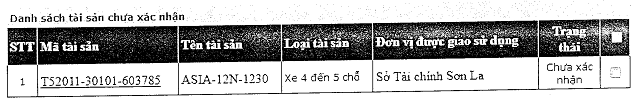 Danh sách tài sản chưa xác nhận
STT Mã tài sản Tên tài sản Loại tài sản Đơn vị được giao sử dụng Trạng thái
1 T52011-30101-603785 ASIA-12N-1230 Xe 4 đến 5 chỗ Sở Tài chính Sơn La Chưa xác nhận